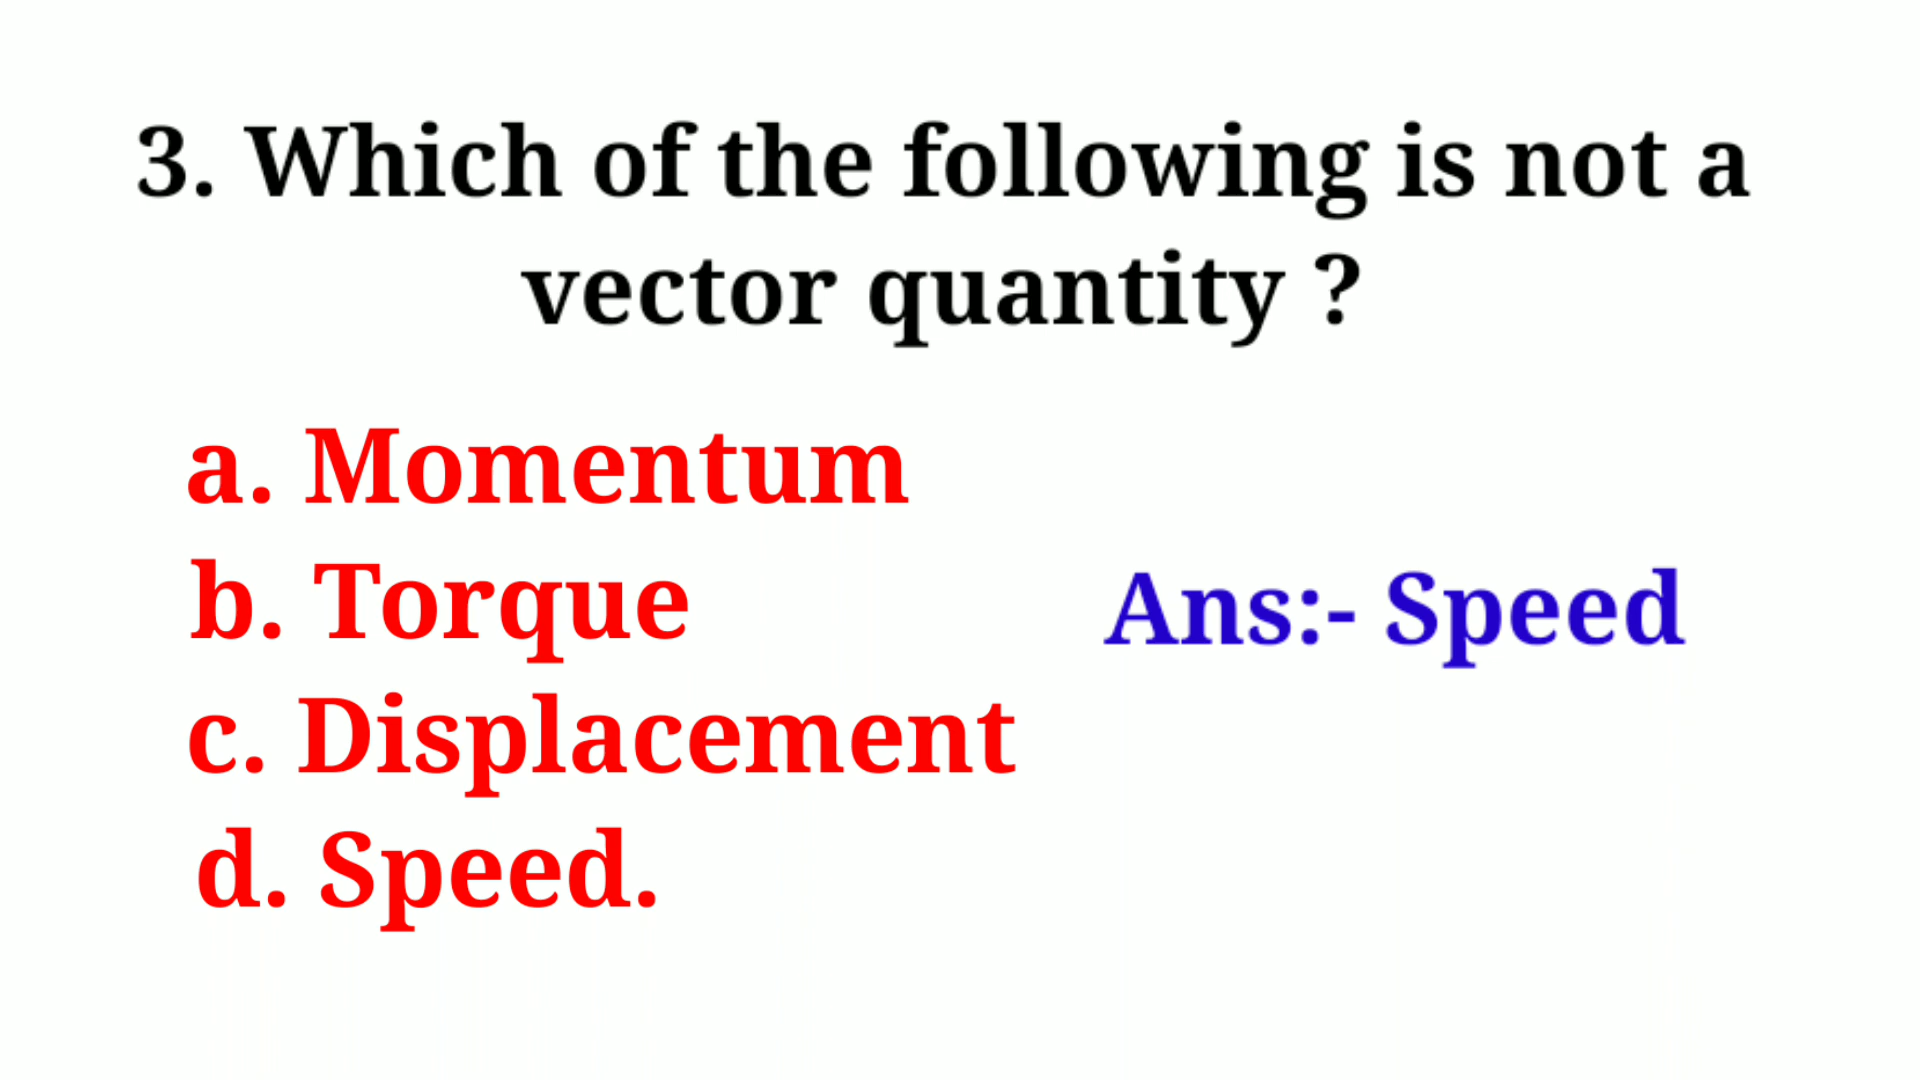 3. Which of the following is not a
vector quantity ?
a. Momentum
b. Torque
Ans:- Speed
c. Displacement
d. Speed.